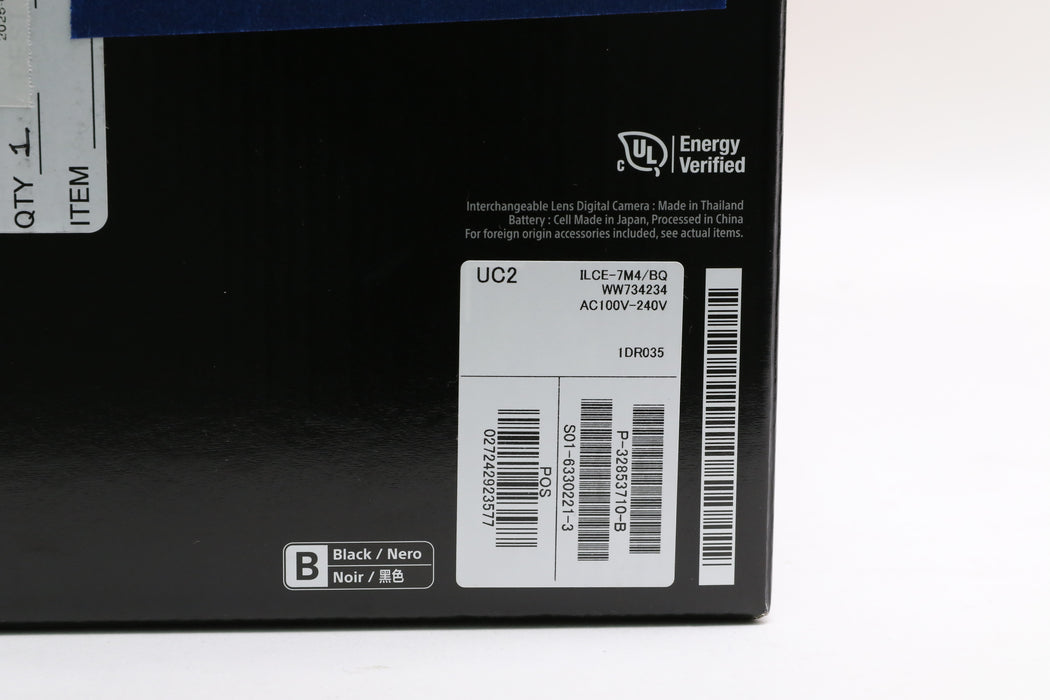 QTY 1
ITEM
C UL Energy
Verified
Interchangeable Lens Digital Camera : Made in Thailand
Battery : Cell Made in Japan, Processed in China
For foreign origin accessories included, see actual items.
UC2
ILCE-7M4/BQ
WW734234
AC100V-240V
1DR035
POS
027242923577
S01-6330221-3
P-32853710-B
B
Black / Nero
Noir / 黑色